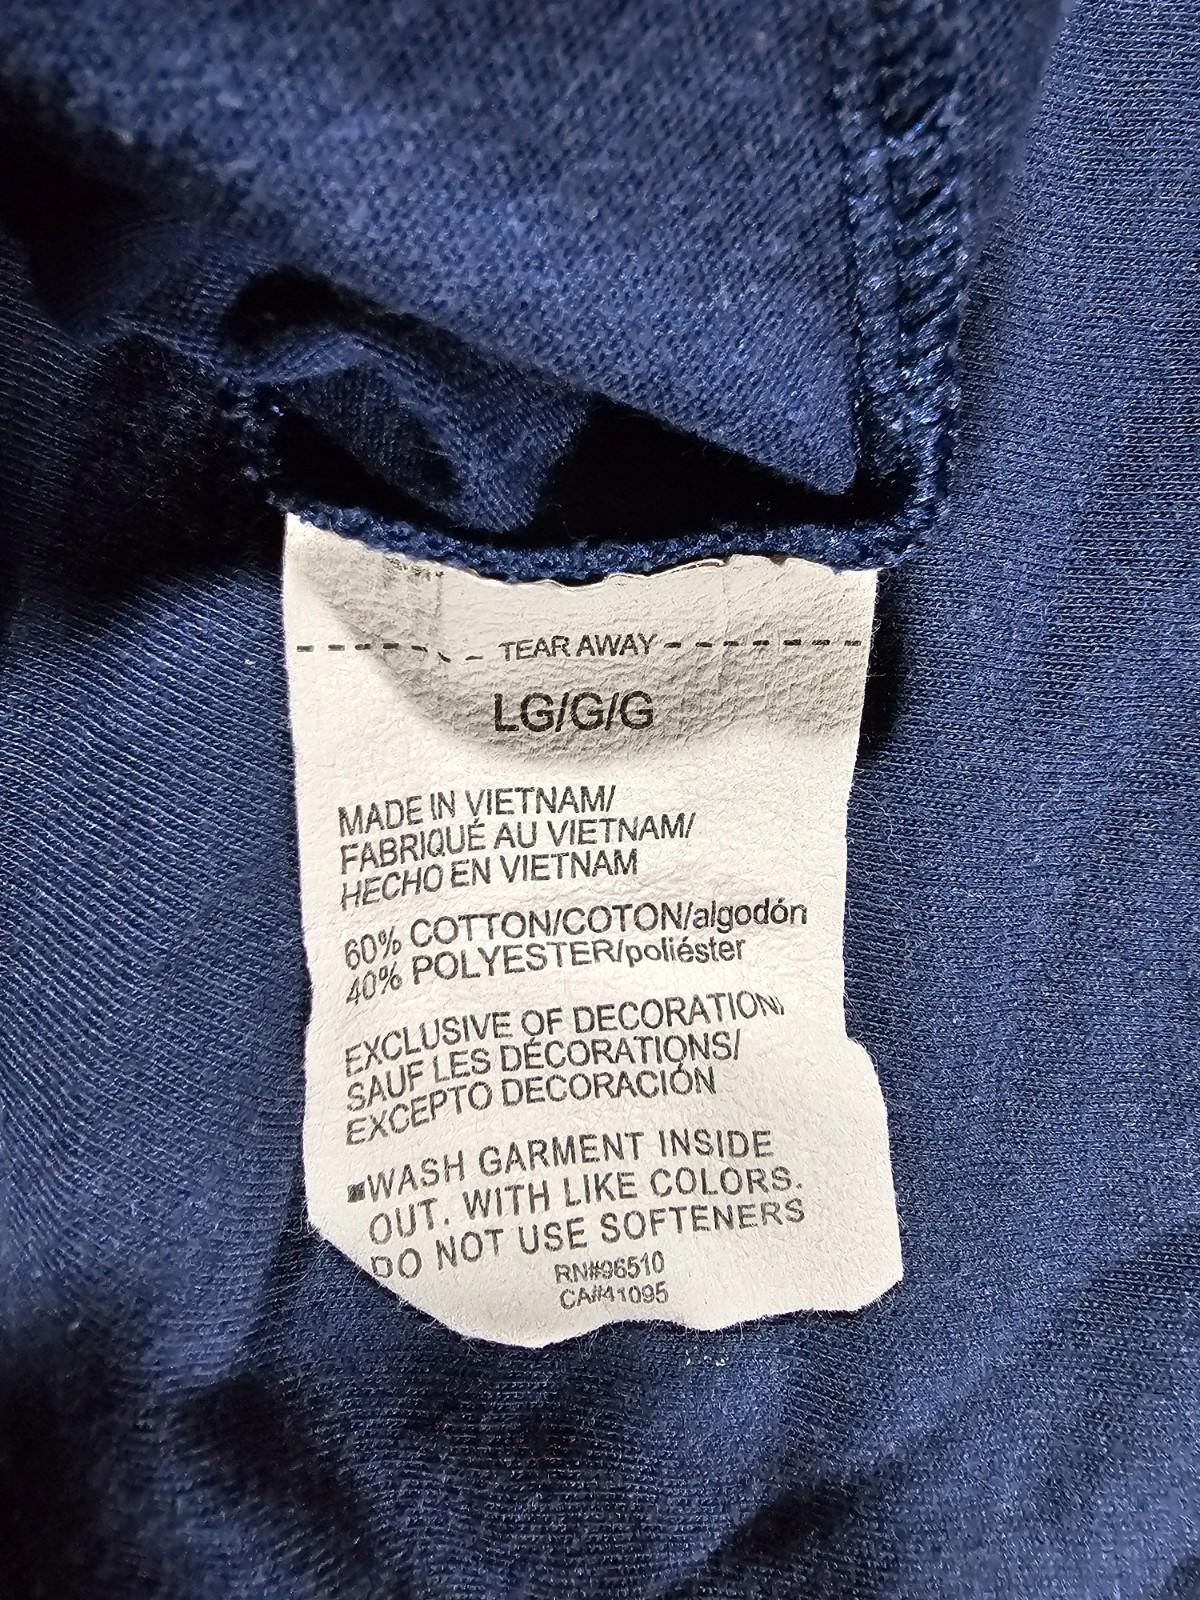 TEAR AWAY
LG/G/G
MADE IN VIETNAM/
FABRIQUÉ AU VIETNAM/
HECHO EN VIETNAM
60% COTTON/COTON/algodón
40% POLYESTER/poliéster
EXCLUSIVE OF DECORATION/
SAUF LES DÉCORATIONS/
EXCEPTO DECORACIÓN
■WASH GARMENT INSIDE
OUT. WITH LIKE COLORS.
DO NOT USE SOFTENERS
RN#96510
CA#41095